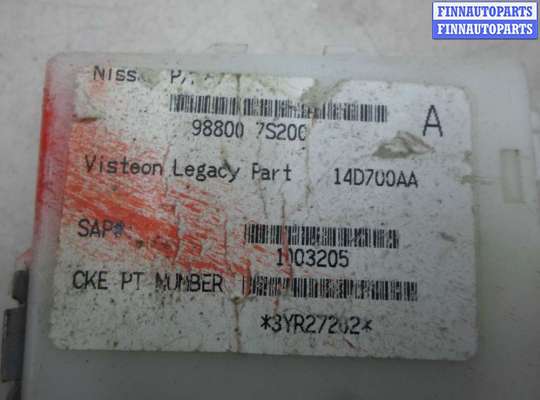 FINNAUTOPARTS
FINNAUTOPARTS
98800 7S200
A
Visteon Legacy Part 14D700AA
SAP#
1003205
CKE PT NUMBER
*3YR27202*